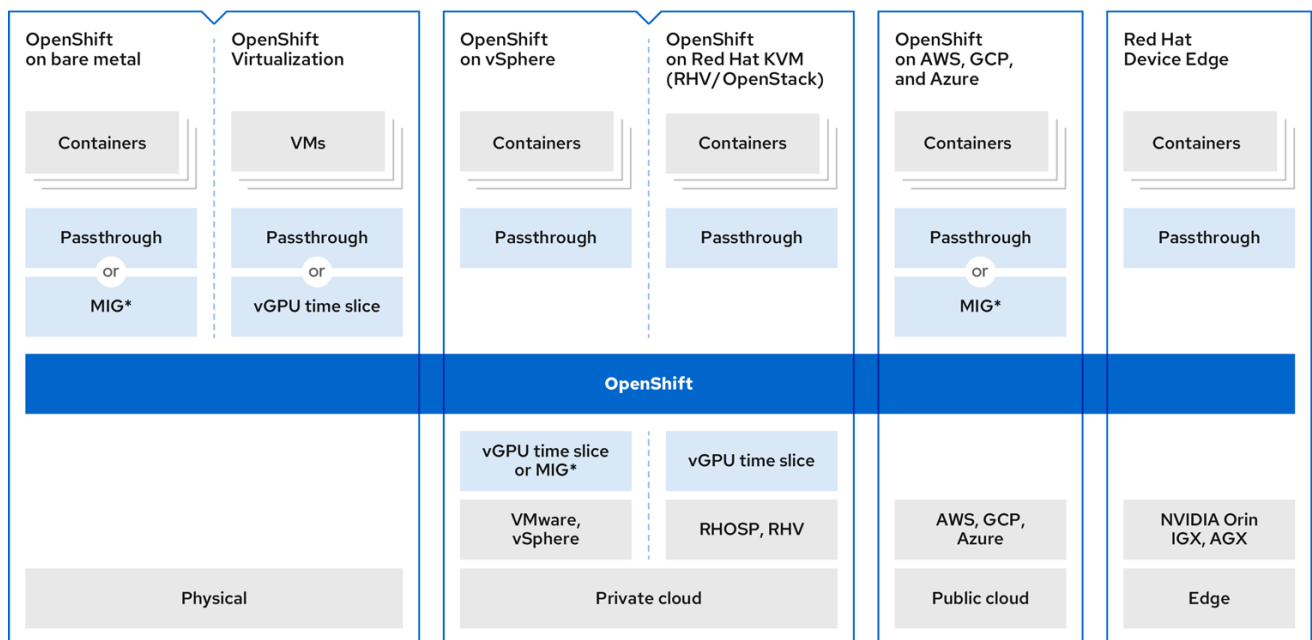 OpenShift
on bare metal
OpenShift
Virtualization
OpenShift
on vSphere
OpenShift
on Red Hat KVM
(RHV/OpenStack)
OpenShift
on AWS, GCP,
and Azure
Red Hat
Device Edge
Containers
VMs
Containers
Containers
Containers
Containers
Passthrough
Passthrough
Passthrough
Passthrough
Passthrough
Passthrough
or
or
or
MIG*
vGPU time slice
MIG*
OpenShift
vGPU time slice
or MIG*
vGPU time slice
VMware,
vSphere
RHOSP, RHV
AWS, GCP,
Azure
NVIDIA Orin
IGX, AGX
Physical
Private cloud
Public cloud
Edge